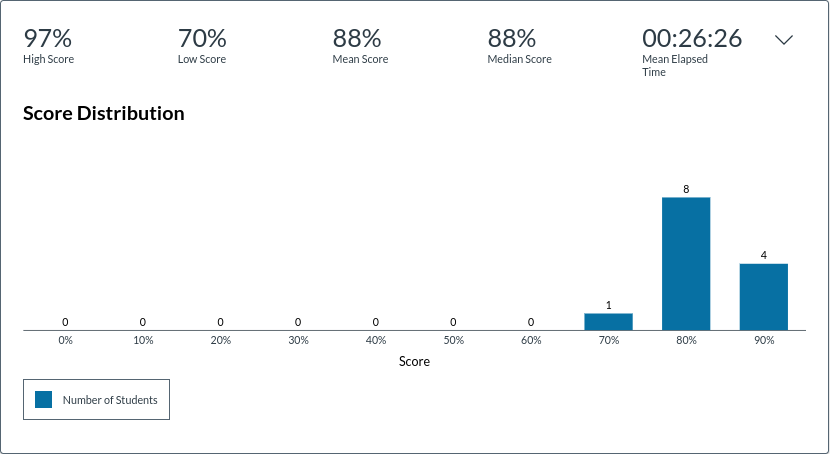 97%
High Score
70%
Low Score
88%
Mean Score
88%
Median Score
00:26:26
Mean Elapsed
Time
Score Distribution
0 0 0 0 0 0 0 1 8 4
0% 10% 20% 30% 40% 50% 60% 70% 80% 90%
Score
Number of Students